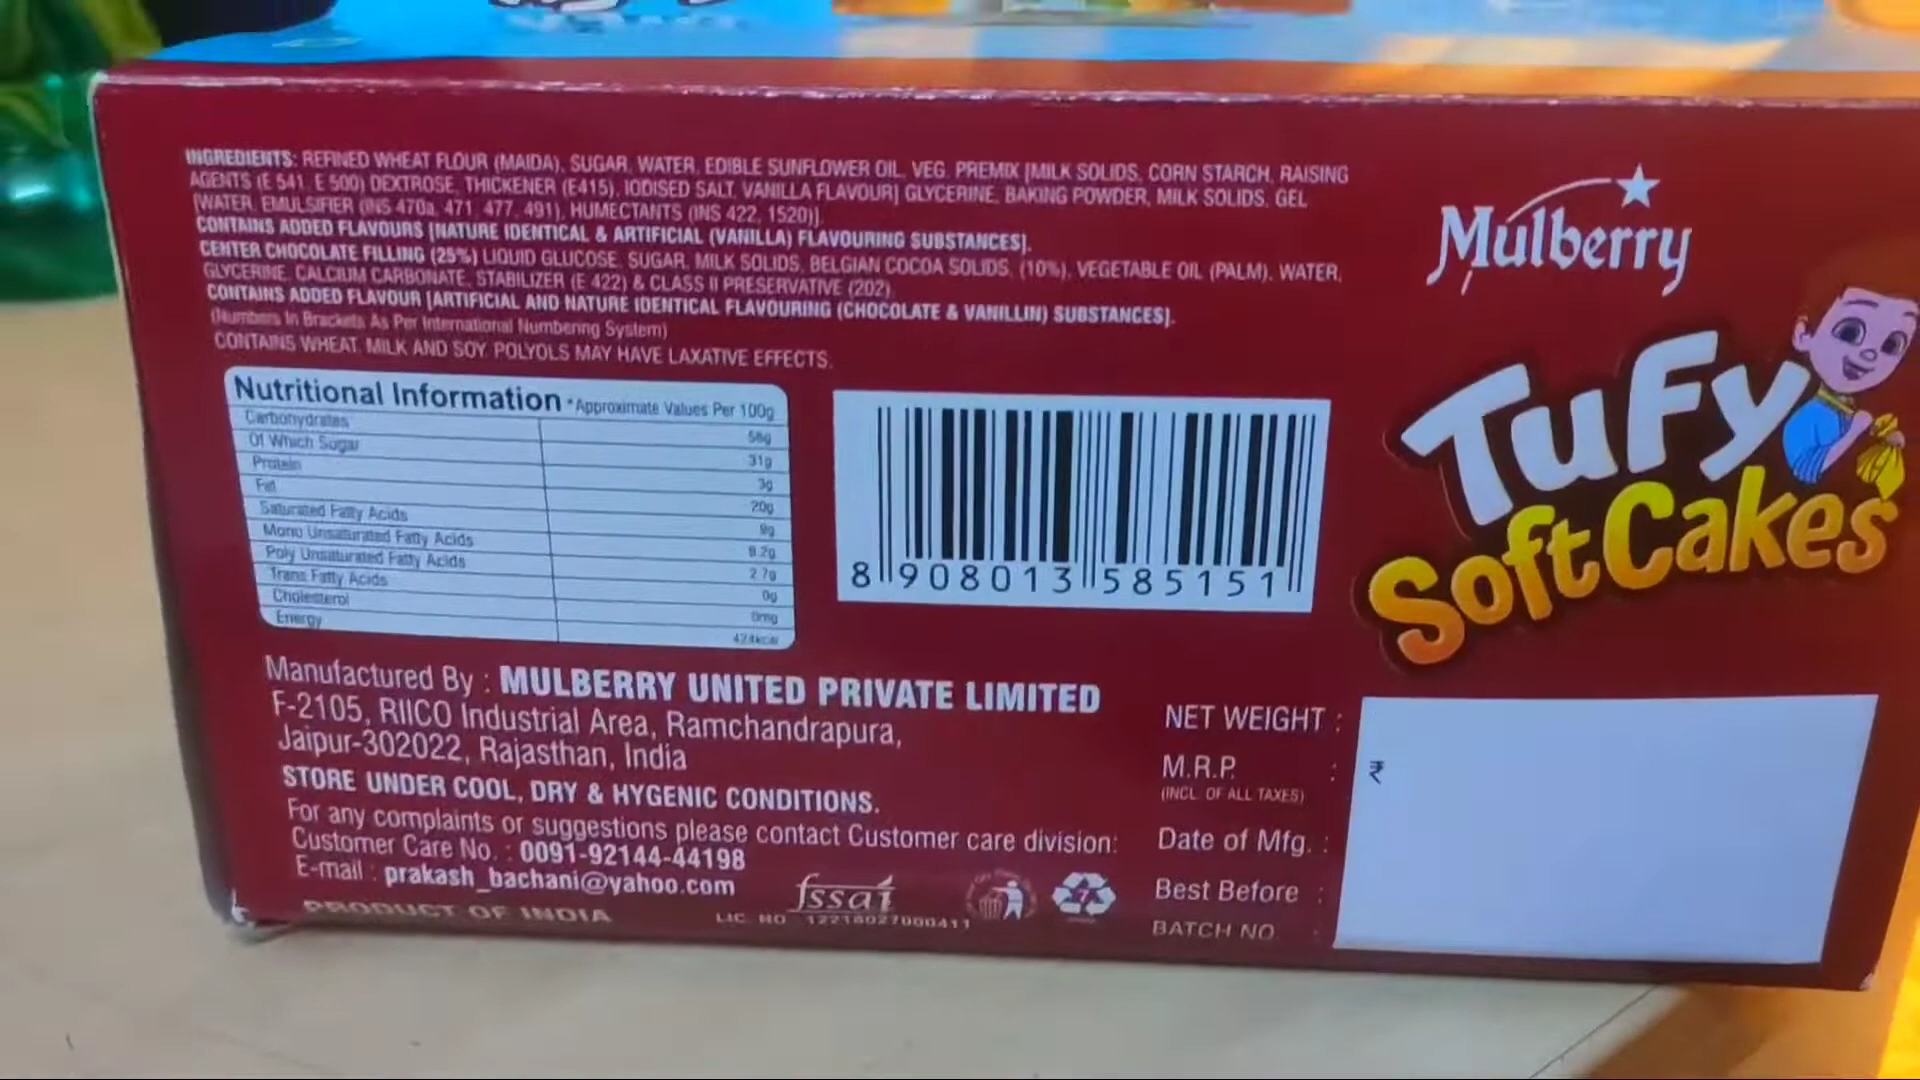 INGREDIENTS: REFINED WHEAT FLOUR (MAIDA), SUGAR, WATER, EDIBLE SUNFLOWER OIL, VEG. PREMIX [MILK SOLIDS, CORN STARCH, RAISING
AGENTS (E 541, E 500) DEXTROSE, THICKENER (E415), IODISED SALT, VANILLA FLAVOUR] GLYCERINE, BAKING POWDER, MILK SOLIDS, GEL
[WATER, EMULSIFIER (INS 470a, 471, 477, 491), HUMECTANTS (INS 422, 1520)].
CONTAINS ADDED FLAVOURS [NATURE IDENTICAL & ARTIFICIAL (VANILLA) FLAVOURING SUBSTANCES].
CENTER CHOCOLATE FILLING (25%) LIQUID GLUCOSE, SUGAR, MILK SOLIDS, BELGIAN COCOA SOLIDS, (10%), VEGETABLE OIL (PALM), WATER,
GLYCERINE, CALCIUM CARBONATE, STABILIZER (E 422) & CLASS II PRESERVATIVE (202)
CONTAINS ADDED FLAVOUR [ARTIFICIAL AND NATURE IDENTICAL FLAVOURING (CHOCOLATE & VANILLIN) SUBSTANCES].
(Numbers In Brackets As Per International Numbering System)
CONTAINS WHEAT, MILK AND SOY. POLYOLS MAY HAVE LAXATIVE EFFECTS.
Nutritional Information *Approximate Values Per 100g
Carbohydrates 58g
Of Which Sugar 31g
Protein 3g
Fat 20g
Saturated Fatty Acids 9g
Mono Unsaturated Fatty Acids 8.2g
Poly Unsaturated Fatty Acids 2.7g
Trans Fatty Acids 0g
Cholesterol 0mg
Energy 424kcal
8 908013 585151
Mulberry
Tufy
Soft Cakes
Manufactured By : MULBERRY UNITED PRIVATE LIMITED
F-2105, RIICO Industrial Area, Ramchandrapura,
Jaipur-302022, Rajasthan, India
STORE UNDER COOL, DRY & HYGENIC CONDITIONS.
For any complaints or suggestions please contact Customer care division:
Customer Care No. : 0091-92144-44198
E-mail : prakash_bachani@yahoo.com
PRODUCT OF INDIA
fssai
LIC. NO
7
NET WEIGHT :
M.R.P. : ₹
(INCL. OF ALL TAXES)
Date of Mfg. :
Best Before :
BATCH NO :